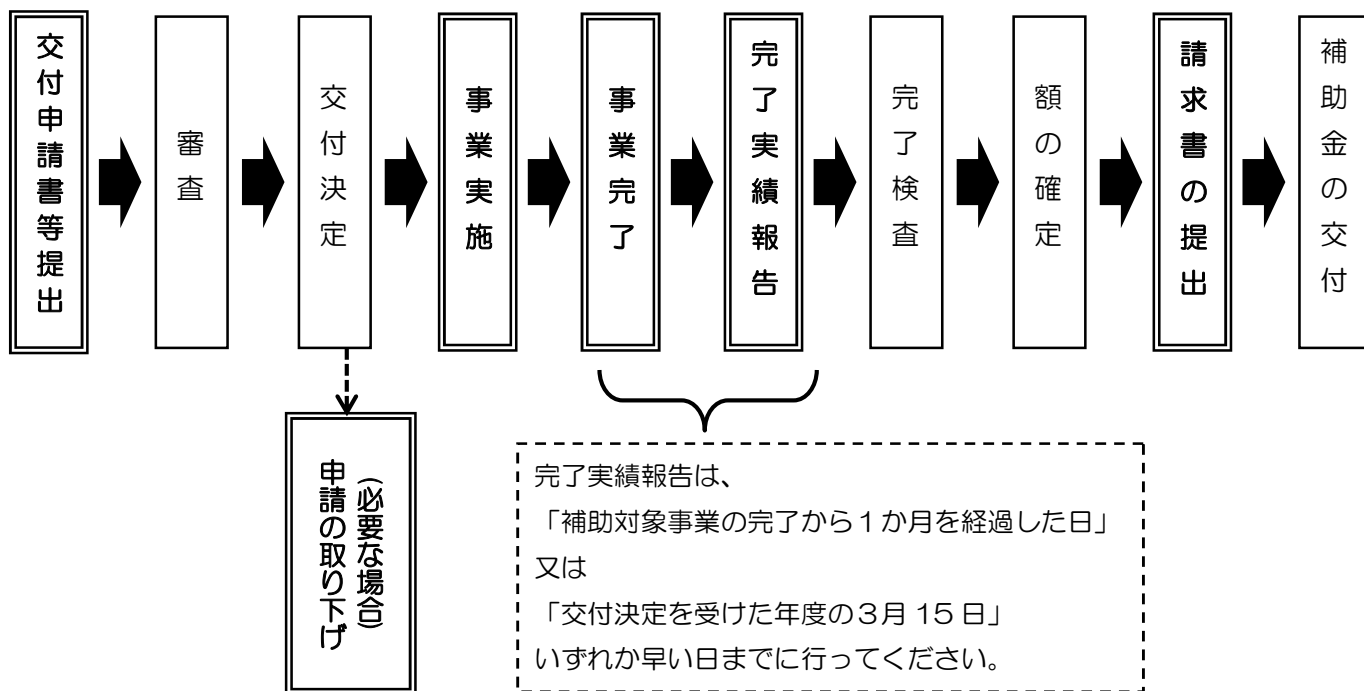 交付申請書等提出
審査
交付決定
事業実施
事業完了
完了実績報告
完了検査
額の確定
請求書の提出
補助金の交付
(必要な場合)
申請の取り下げ
完了実績報告は、
「補助対象事業の完了から１か月を経過した日」
又は
「交付決定を受けた年度の３月 15 日」
いずれか早い日までに行ってください。